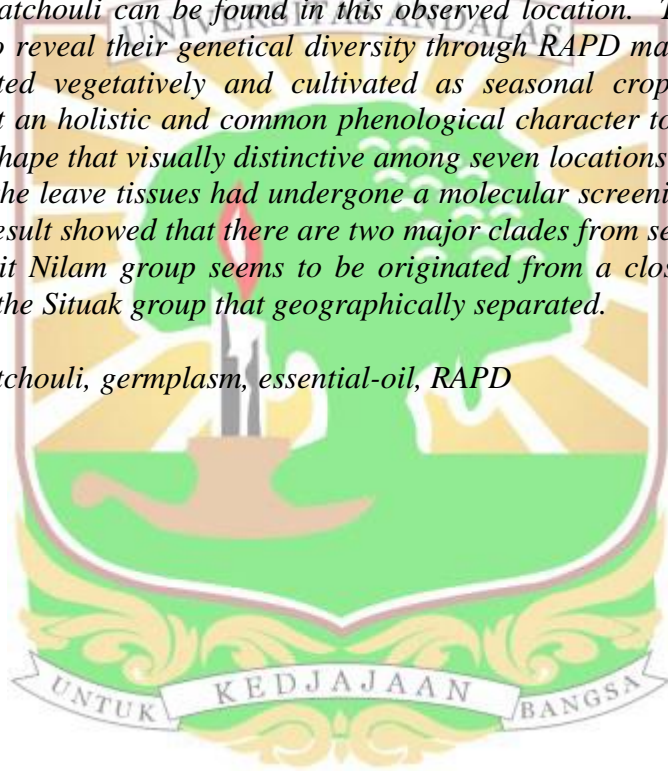 atchouli can be found in this observed location. T
UNIVERSITAS ANDALAS
o reveal their genetical diversity through RAPD ma
ted vegetatively and cultivated as seasonal crop
t an holistic and common phenological character to
hape that visually distinctive among seven locations
he leave tissues had undergone a molecular screeni
esult showed that there are two major clades from se
it Nilam group seems to be originated from a clos
the Situak group that geographically separated.
tchouli, germplasm, essential-oil, RAPD
UNTUK KEDJAJAAN BANGSA